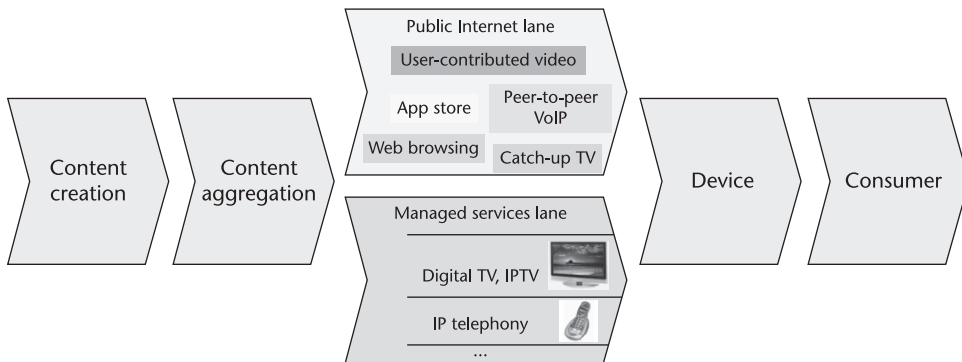 Content
creation
Content
aggregation
Public Internet lane
User-contributed video
App store
Peer-to-peer
VoIP
Web browsing
Catch-up TV
Managed services lane
Digital TV, IPTV
IP telephony
...
Device
Consumer